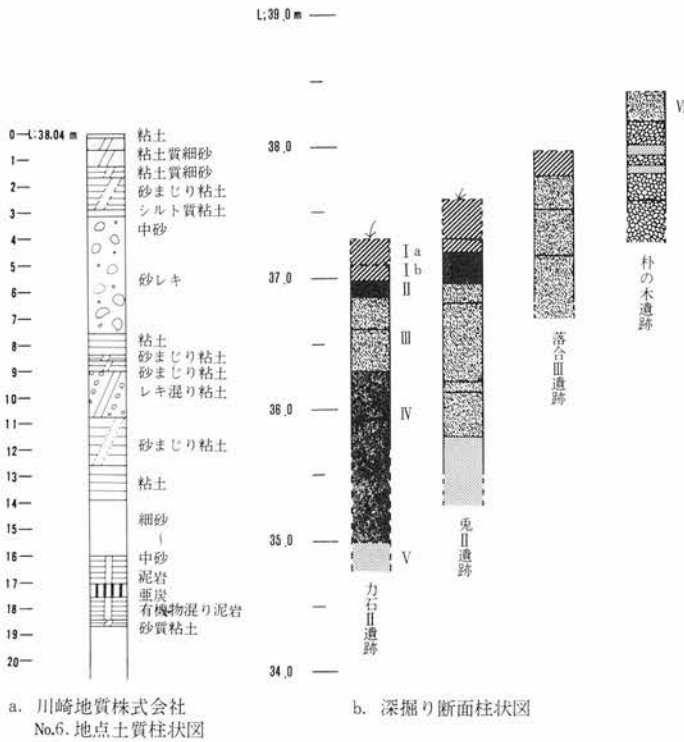 L; 39.0 m
0 L: 38.04 m
1
2
3
4
5
6
7
8
9
10
11
12
13
14
15
16
17
18
19
20
粘土
粘土質細砂
粘土質細砂
砂まじり粘土
シルト質粘土
中砂
砂レキ
粘土
砂まじり粘土
砂まじり粘土
レキ混り粘土
砂まじり粘土
粘土
細砂
〜
中砂
泥岩
亜炭
有機物混り泥岩
砂質粘土
38.0
37.0
36.0
35.0
34.0
Ⅰa
Ⅰb
Ⅱ
Ⅲ
Ⅳ
Ⅴ
力石Ⅱ遺跡
兎Ⅱ遺跡
落合Ⅲ遺跡
朴の木遺跡
a. 川崎地質株式会社
No.6. 地点土質柱状図
b. 深掘り断面柱状図